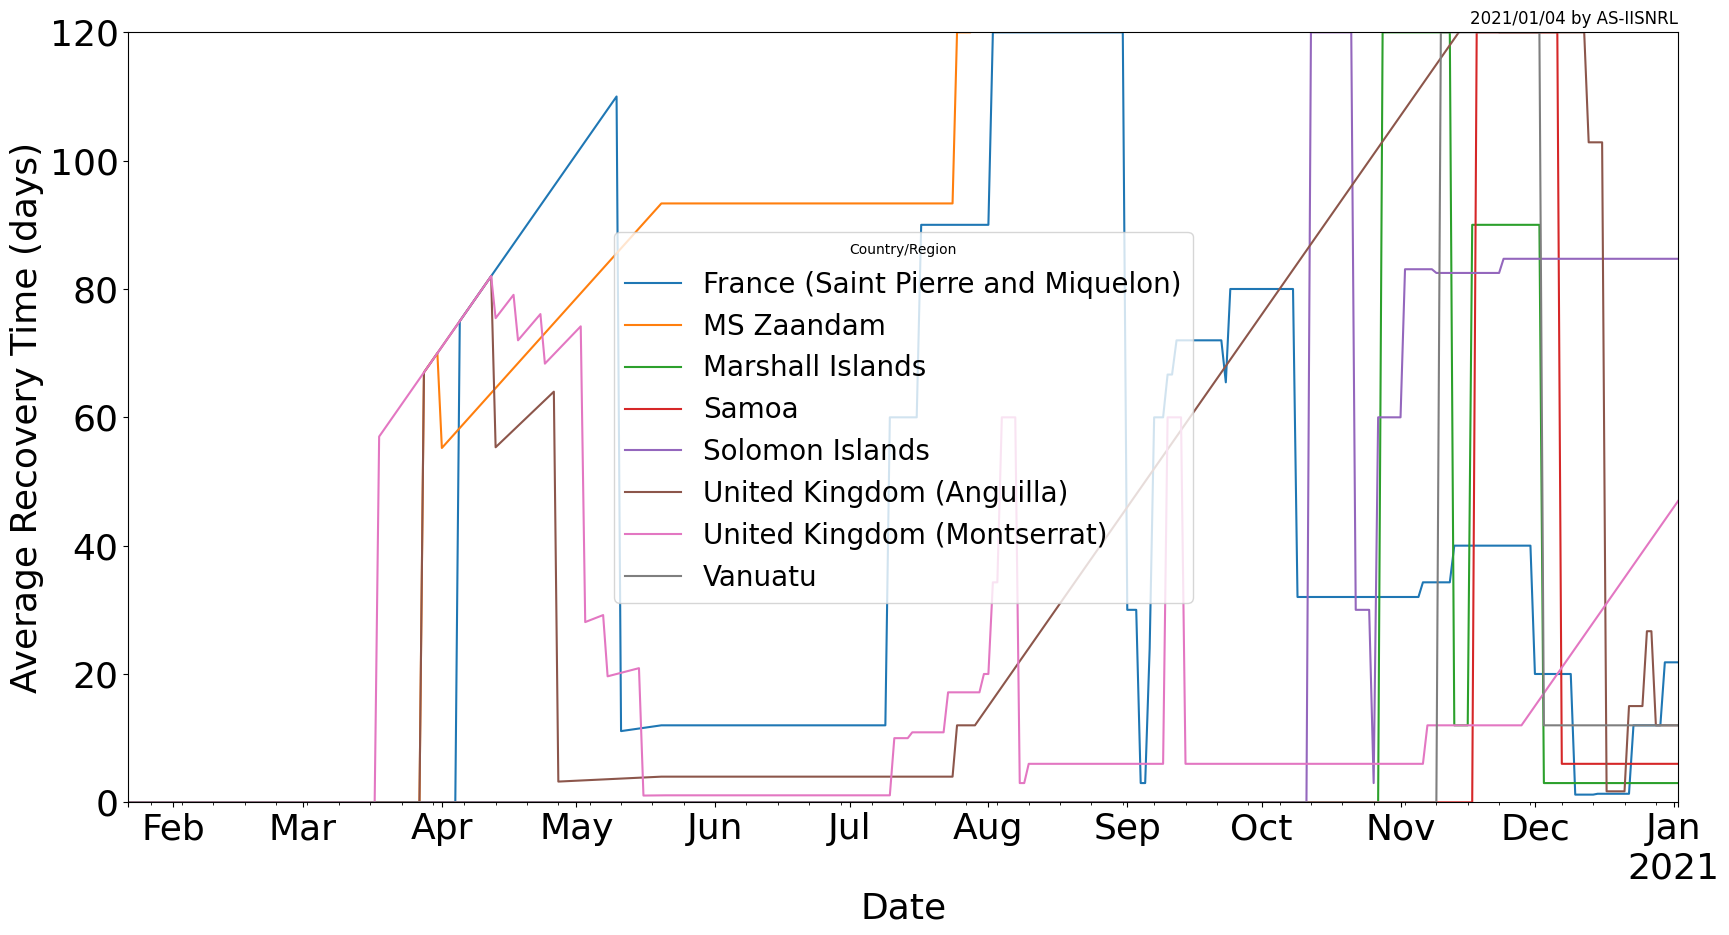 2021/01/04 by AS-IISNRL
120
100
80
60
40
20
0
Average Recovery Time (days)
Country/Region
France (Saint Pierre and Miquelon)
MS Zaandam
Marshall Islands
Samoa
Solomon Islands
United Kingdom (Anguilla)
United Kingdom (Montserrat)
Vanuatu
Feb Mar Apr May Jun Jul Aug Sep Oct Nov Dec Jan
2021
Date